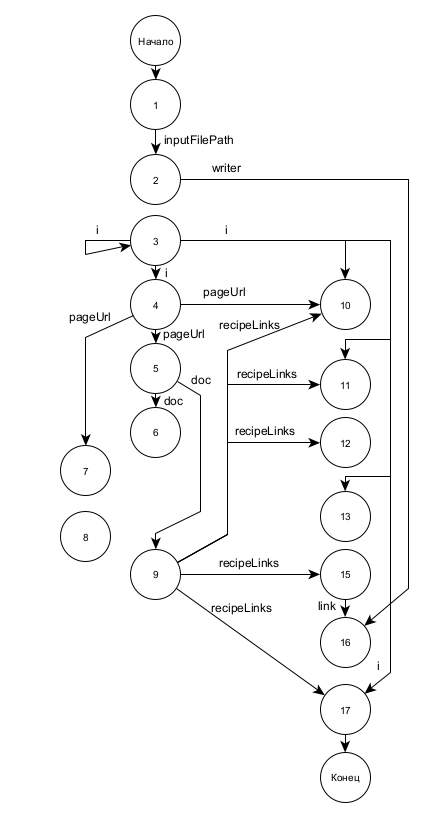 Начало
1
inputFilePath
2
writer
i
3
i
i
4
pageUrl
10
pageUrl
recipeLinks
pageUrl
5
doc
recipeLinks
11
doc
6
recipeLinks
12
7
13
8
9
recipeLinks
15
recipeLinks
link
16
i
17
Конец